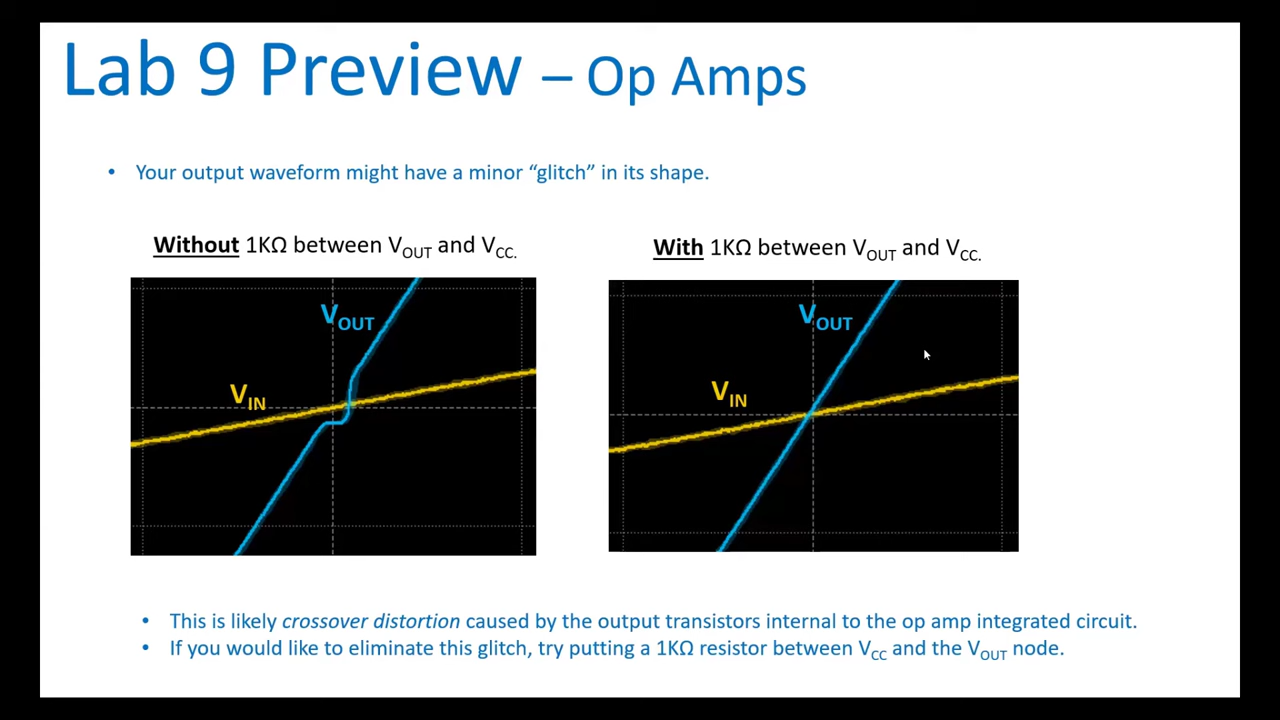 Lab 9 Preview – Op Amps
• Your output waveform might have a minor “glitch” in its shape.
Without 1KΩ between VOUT and VCC.
With 1KΩ between VOUT and VCC.
VOUT
VIN
VOUT
VIN
• This is likely crossover distortion caused by the output transistors internal to the op amp integrated circuit.
• If you would like to eliminate this glitch, try putting a 1KΩ resistor between VCC and the VOUT node.